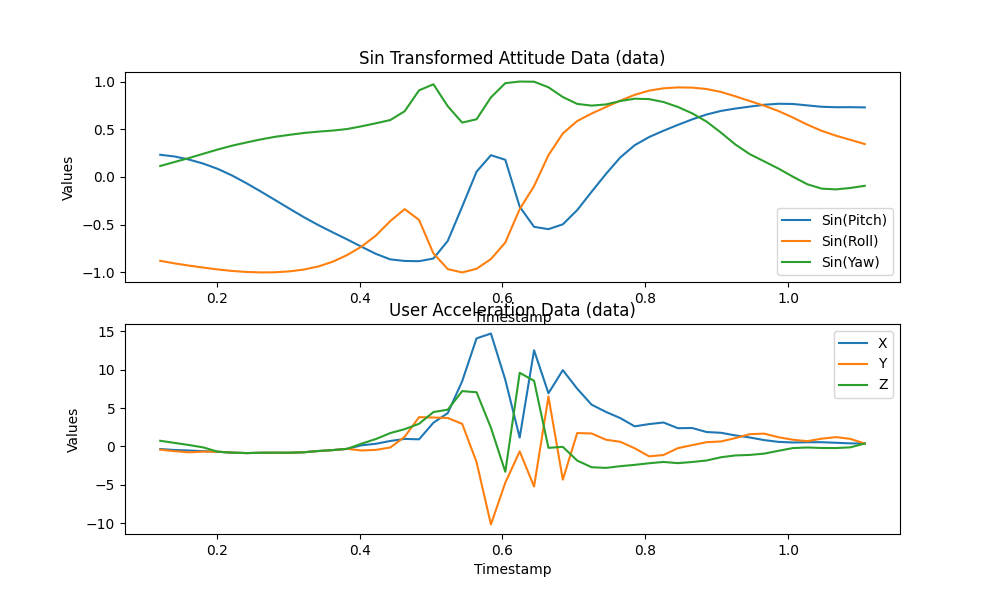 Sin Transformed Attitude Data (data)
1.0
0.5
0.0
−0.5
−1.0
Values
Sin(Pitch)
Sin(Roll)
Sin(Yaw)
0.2 0.4 0.6 0.8 1.0
Timestamp
User Acceleration Data (data)
15
10
5
0
−5
−10
Values
X
Y
Z
0.2 0.4 0.6 0.8 1.0
Timestamp